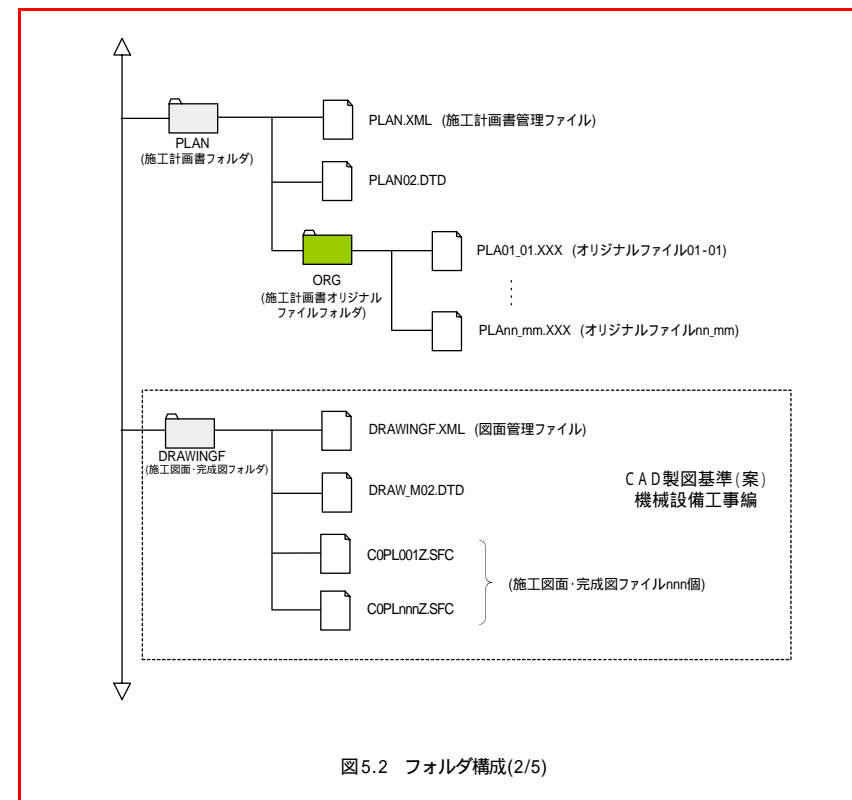 PLAN.XML (施工計画書管理ファイル)
PLAN
(施工計画書フォルダ)
PLAN02.DTD
PLA01_01.XXX (オリジナルファイル01-01)
ORG
(施工計画書オリジナル
ファイルフォルダ)
PLAnn_mm.XXX (オリジナルファイルnn_mm)
DRAWINGF.XML (図面管理ファイル)
DRAWINGF
(施工図面・完成図フォルダ)
DRAW_M02.DTD
CAD製図基準(案)
機械設備工事編
C0PL001Z.SFC
(施工図面・完成図ファイルnnn個)
C0PLnnnZ.SFC
図5.2 フォルダ構成(2/5)